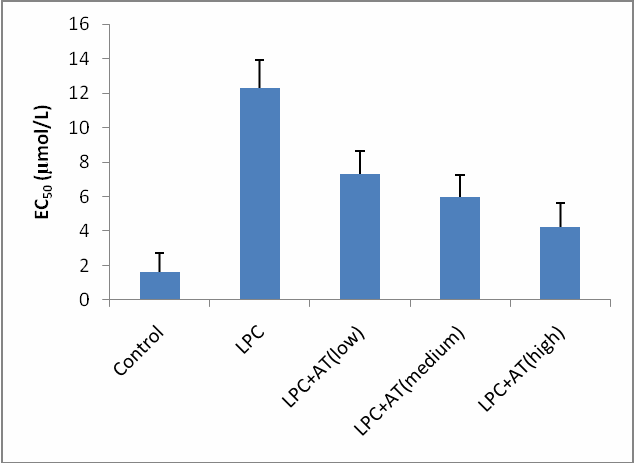 16
14
12
10
8
6
4
2
0
EC50 (μmol/L)
Control
LPC
LPC+AT(low)
LPC+AT(medium)
LPC+AT(high)